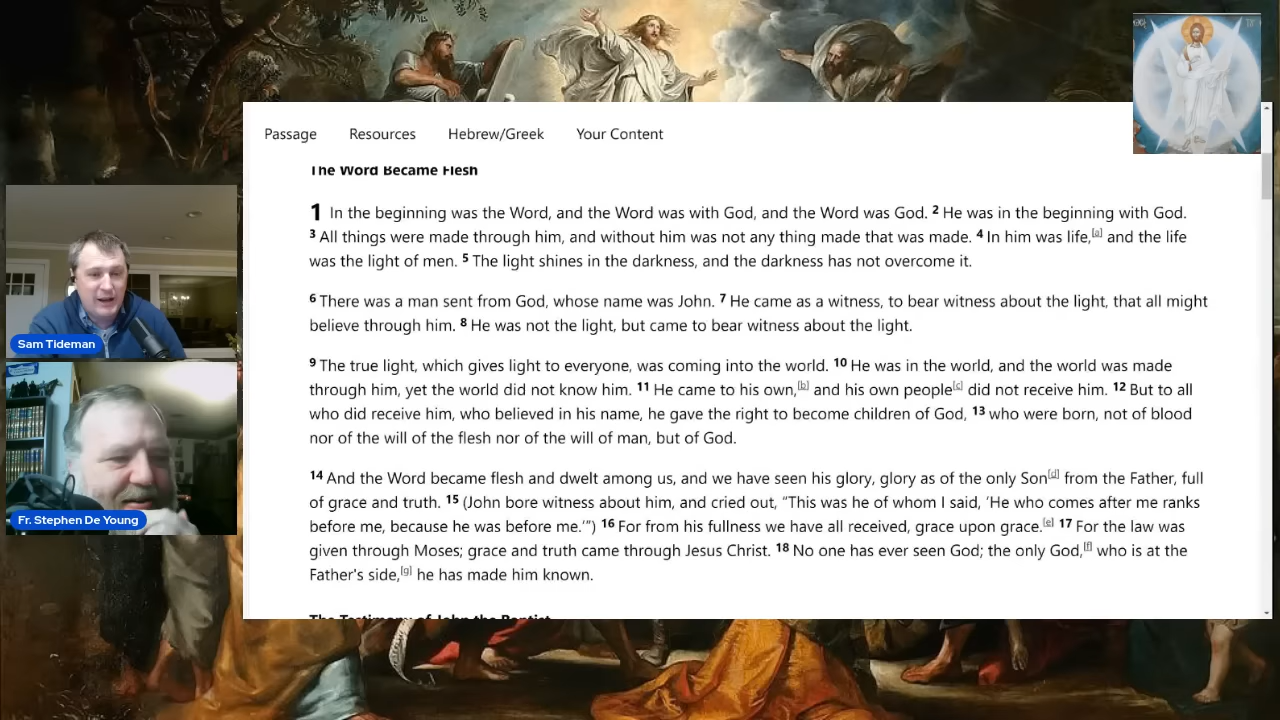 Passage Resources Hebrew/Greek Your Content
The Word Became Flesh
1 In the beginning was the Word, and the Word was with God, and the Word was God. 2 He was in the beginning with God.
3 All things were made through him, and without him was not any thing made that was made. 4 In him was life,[a] and the life
was the light of men. 5 The light shines in the darkness, and the darkness has not overcome it.
6 There was a man sent from God, whose name was John. 7 He came as a witness, to bear witness about the light, that all might
believe through him. 8 He was not the light, but came to bear witness about the light.
9 The true light, which gives light to everyone, was coming into the world. 10 He was in the world, and the world was made
through him, yet the world did not know him. 11 He came to his own,[b] and his own people[c] did not receive him. 12 But to all
who did receive him, who believed in his name, he gave the right to become children of God, 13 who were born, not of blood
nor of the will of the flesh nor of the will of man, but of God.
14 And the Word became flesh and dwelt among us, and we have seen his glory, glory as of the only Son[d] from the Father, full
of grace and truth. 15 (John bore witness about him, and cried out, “This was he of whom I said, ‘He who comes after me ranks
before me, because he was before me.’”) 16 For from his fullness we have all received, grace upon grace.[e] 17 For the law was
given through Moses; grace and truth came through Jesus Christ. 18 No one has ever seen God; the only God,[f] who is at the
Father's side,[g] he has made him known.
The Testimony of John the Baptist
Sam Tideman
Fr. Stephen De Young